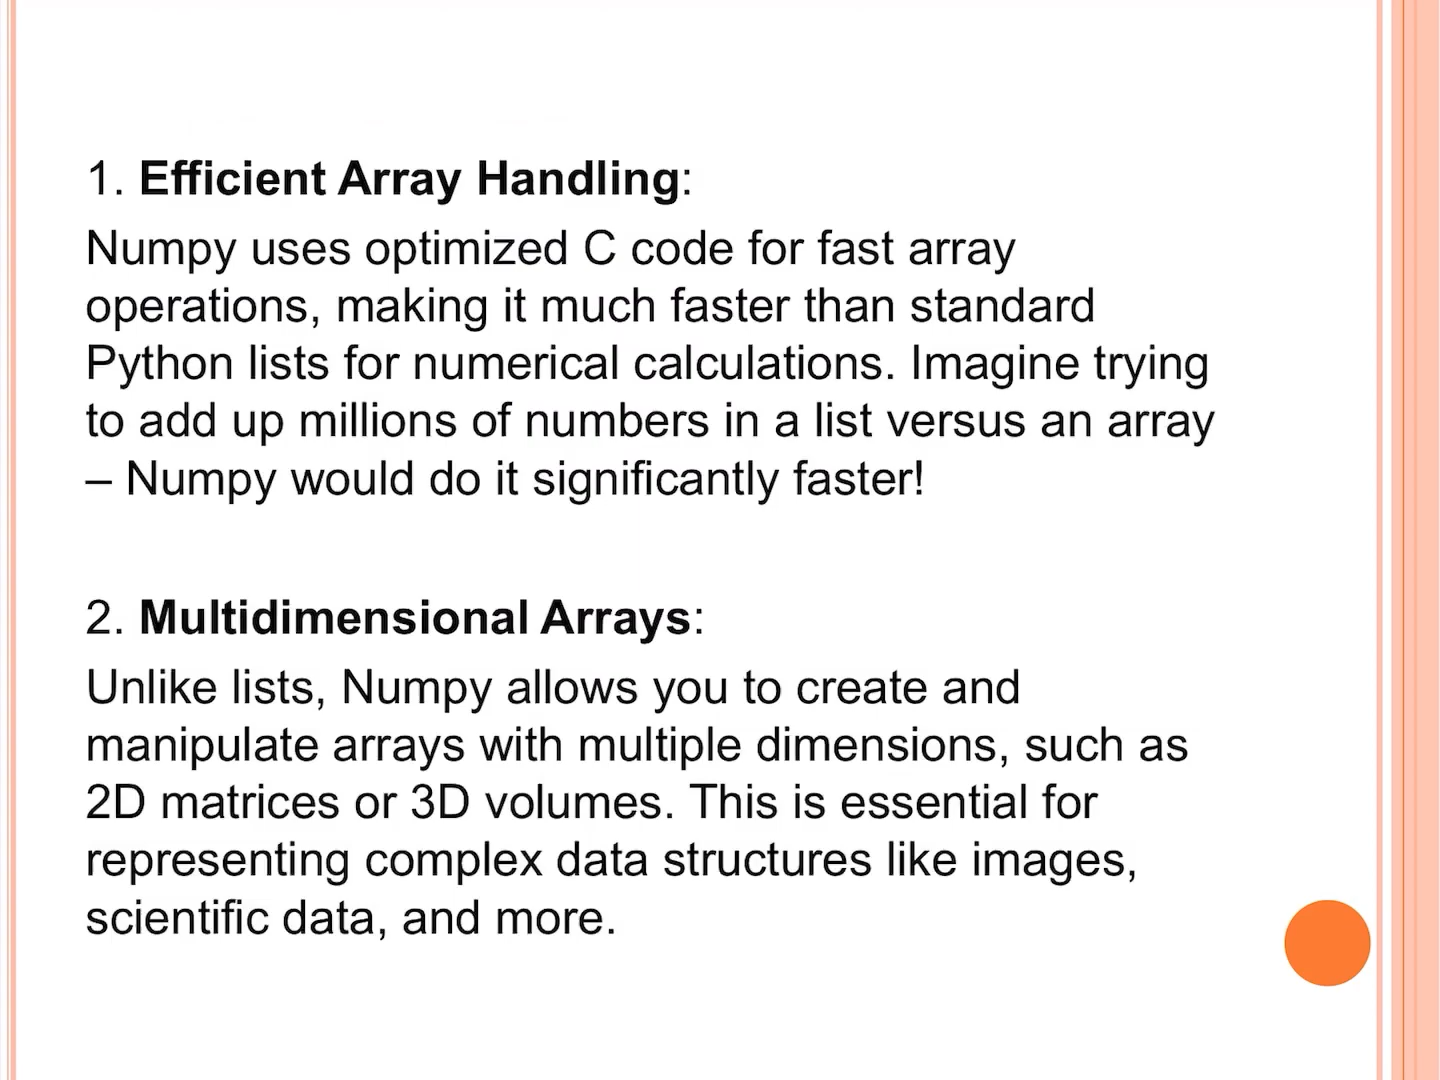 1. Efficient Array Handling:
Numpy uses optimized C code for fast array
operations, making it much faster than standard
Python lists for numerical calculations. Imagine trying
to add up millions of numbers in a list versus an array
– Numpy would do it significantly faster!
2. Multidimensional Arrays:
Unlike lists, Numpy allows you to create and
manipulate arrays with multiple dimensions, such as
2D matrices or 3D volumes. This is essential for
representing complex data structures like images,
scientific data, and more.